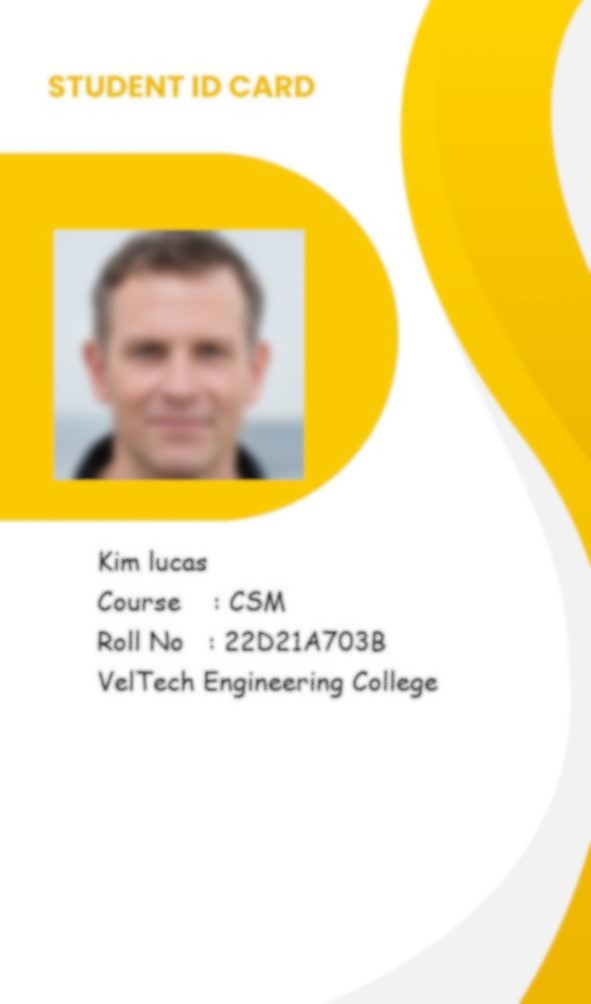 STUDENT ID CARD
Kim lucas
Course : CSM
Roll No : 22D21A703B
VelTech Engineering College